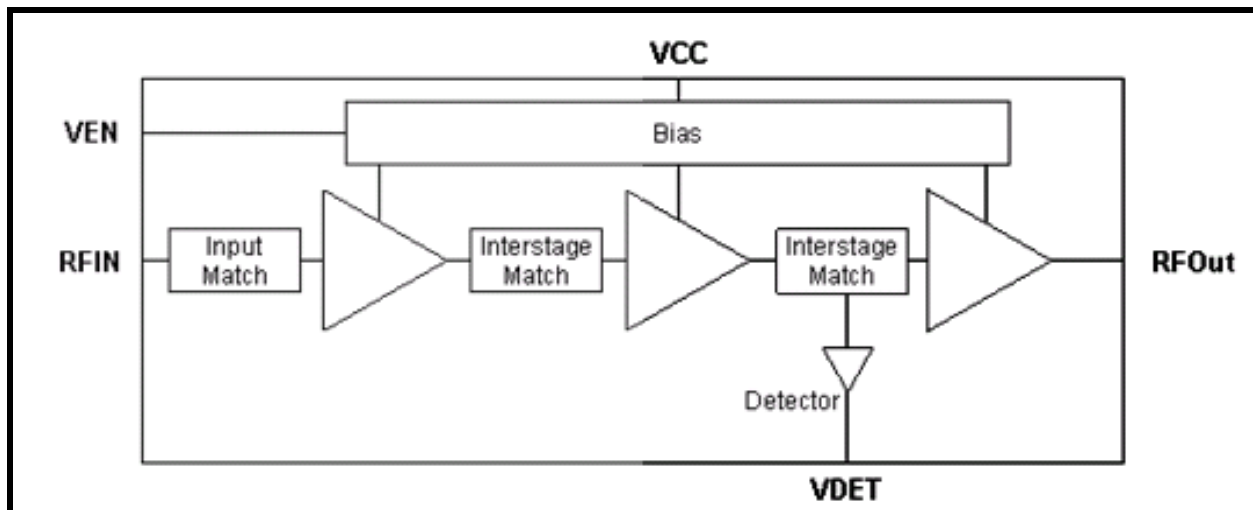 VCC
VEN
Bias
RFIN
Input
Match
Interstage
Match
Interstage
Match
RFOut
Detector
VDET